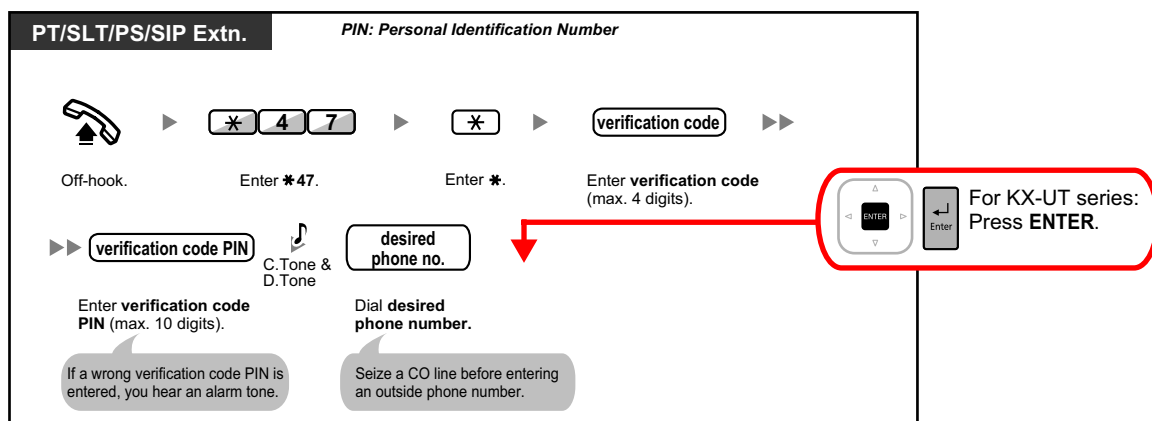 PT/SLT/PS/SIP Extn.
PIN: Personal Identification Number
✱ 4 7
✱
verification code
Off-hook.
Enter ✱47.
Enter ✱.
Enter verification code
(max. 4 digits).
ENTER
Enter
For KX-UT series:
Press ENTER.
verification code PIN
C.Tone &
D.Tone
desired
phone no.
Enter verification code
PIN (max. 10 digits).
Dial desired
phone number.
If a wrong verification code PIN is
entered, you hear an alarm tone.
Seize a CO line before entering
an outside phone number.